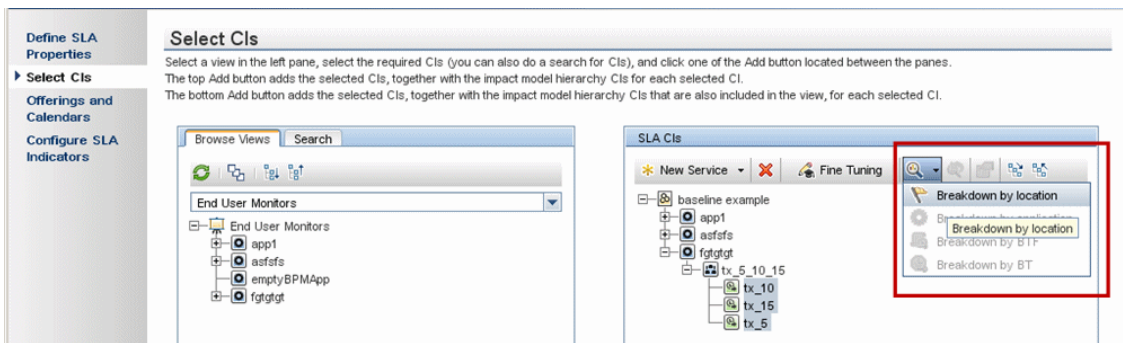 Define SLA
Properties
Select CIs
Offerings and
Calendars
Configure SLA
Indicators
Select CIs
Select a view in the left pane, select the required CIs (you can also do a search for CIs), and click one of the Add button located between the panes.
The top Add button adds the selected CIs, together with the impact model hierarchy CIs for each selected CI.
The bottom Add button adds the selected CIs, together with the impact model hierarchy CIs that are also included in the view, for each selected CI.
Browse Views Search
End User Monitors
End User Monitors
app1
asfsfs
emptyBPMApp
fgtgtgt
SLA CIs
New Service Fine Tuning
baseline example
app1
asfsfs
fgtgtgt
tx_5_10_15
tx_10
tx_15
tx_5
Breakdown by location
Breakdown by location
Breakdown by BTF
Breakdown by BT